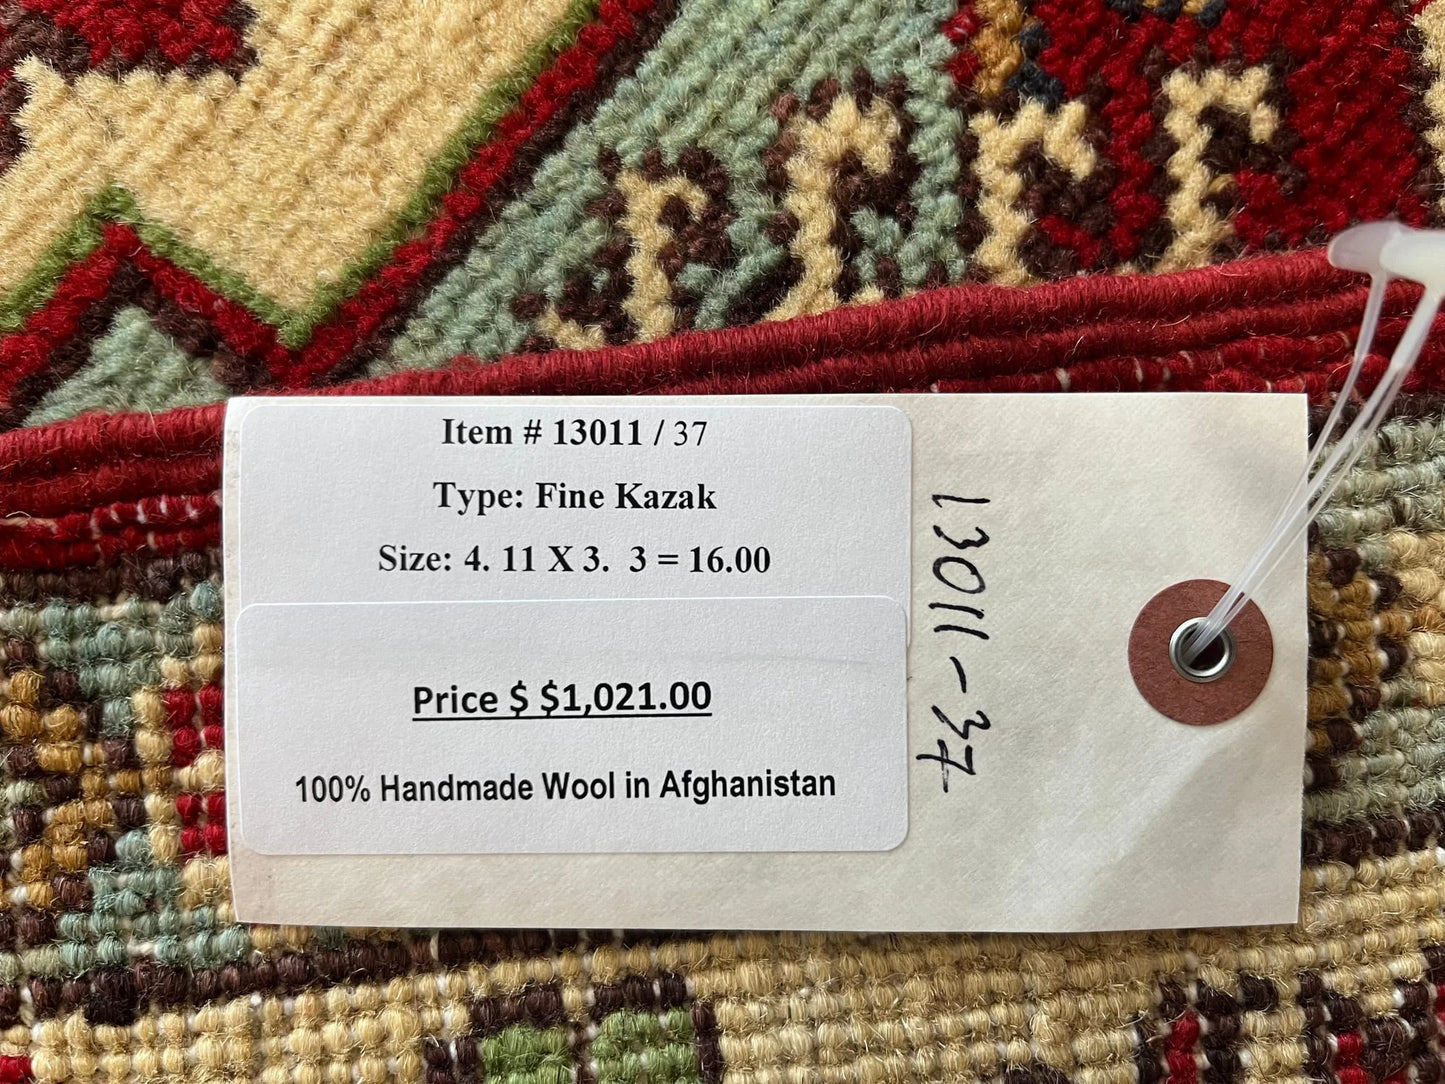 Item # 13011 / 37
Type: Fine Kazak
Size: 4. 11 X 3.  3 = 16.00
Price $ $1,021.00
100% Handmade Wool in Afghanistan
13011-37